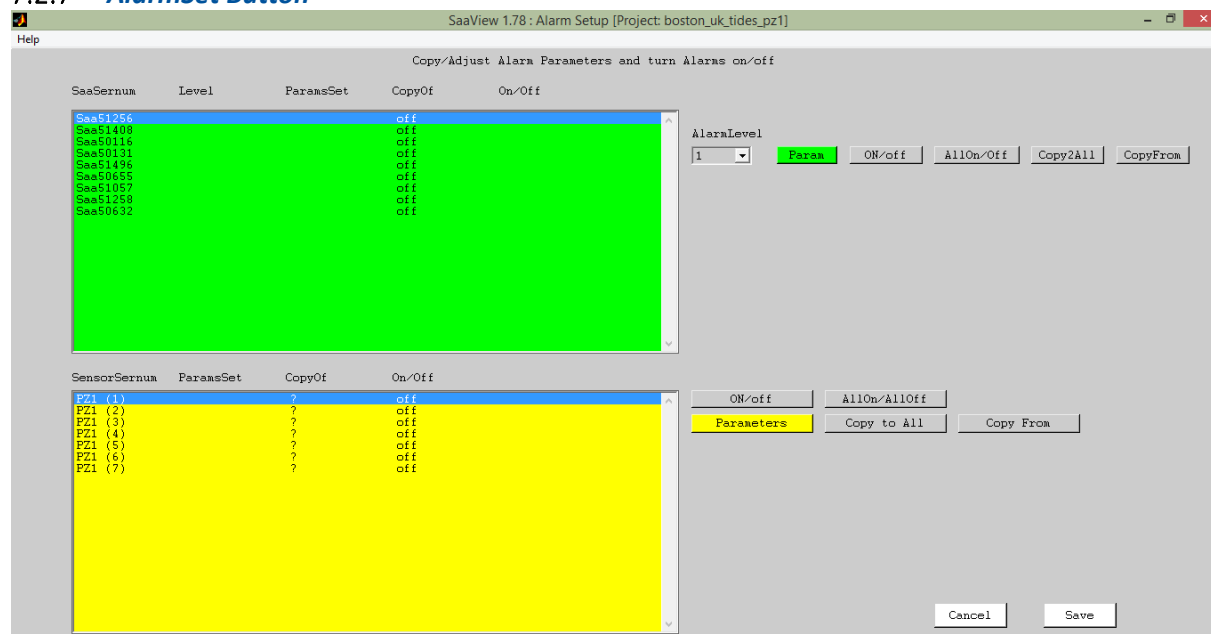 7.2.7 AlarmSet Button
SaaView 1.78 : Alarm Setup [Project: boston_uk_tides_pz1]
Help
Copy/Adjust Alarm Parameters and turn Alarms on/off
SaaSernum Level ParamsSet CopyOf On/Off
Saa51256 off
Saa51408 off
Saa50116 off
Saa50131 off
Saa51496 off
Saa50655 off
Saa51057 off
Saa51258 off
Saa50632 off
AlarmLevel
1 Param ON/off AllOn/Off Copy2All CopyFrom
SensorSernum ParamsSet CopyOf On/Off
PZ1 (1) ? off
PZ1 (2) ? off
PZ1 (3) ? off
PZ1 (4) ? off
PZ1 (5) ? off
PZ1 (6) ? off
PZ1 (7) ? off
ON/off AllOn/AllOff
Parameters Copy to All Copy From
Cancel Save